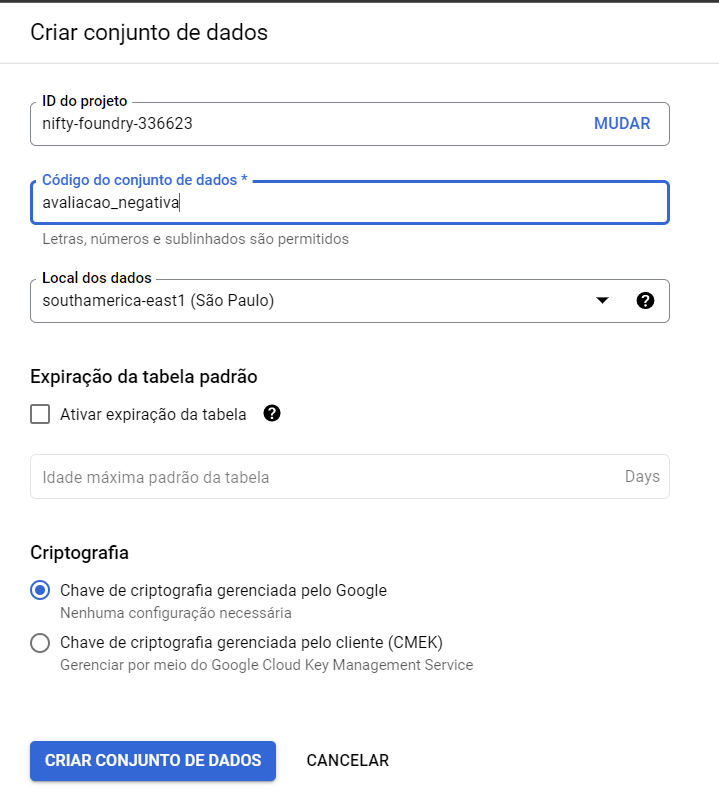 Criar conjunto de dados
ID do projeto
nifty-foundry-336623 MUDAR
Código do conjunto de dados *
avaliacao_negativa
Letras, números e sublinhados são permitidos
Local dos dados
southamerica-east1 (São Paulo) ?
Expiração da tabela padrão
Ativar expiração da tabela ?
Idade máxima padrão da tabela Days
Criptografia
Chave de criptografia gerenciada pelo Google
Nenhuma configuração necessária
Chave de criptografia gerenciada pelo cliente (CMEK)
Gerenciar por meio do Google Cloud Key Management Service
CRIAR CONJUNTO DE DADOS CANCELAR